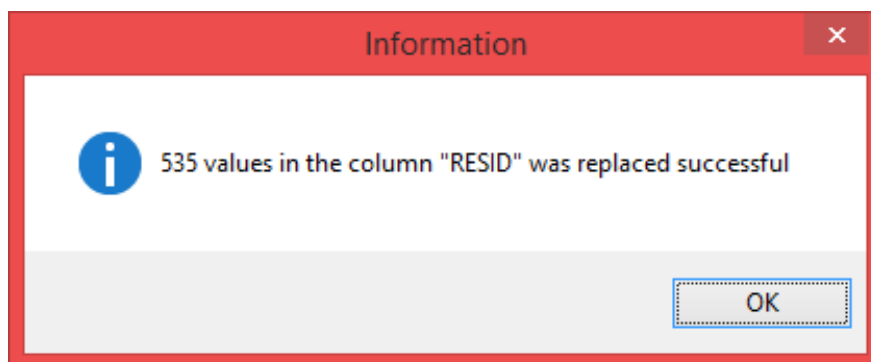 Information
535 values in the column "RESID" was replaced successful
OK